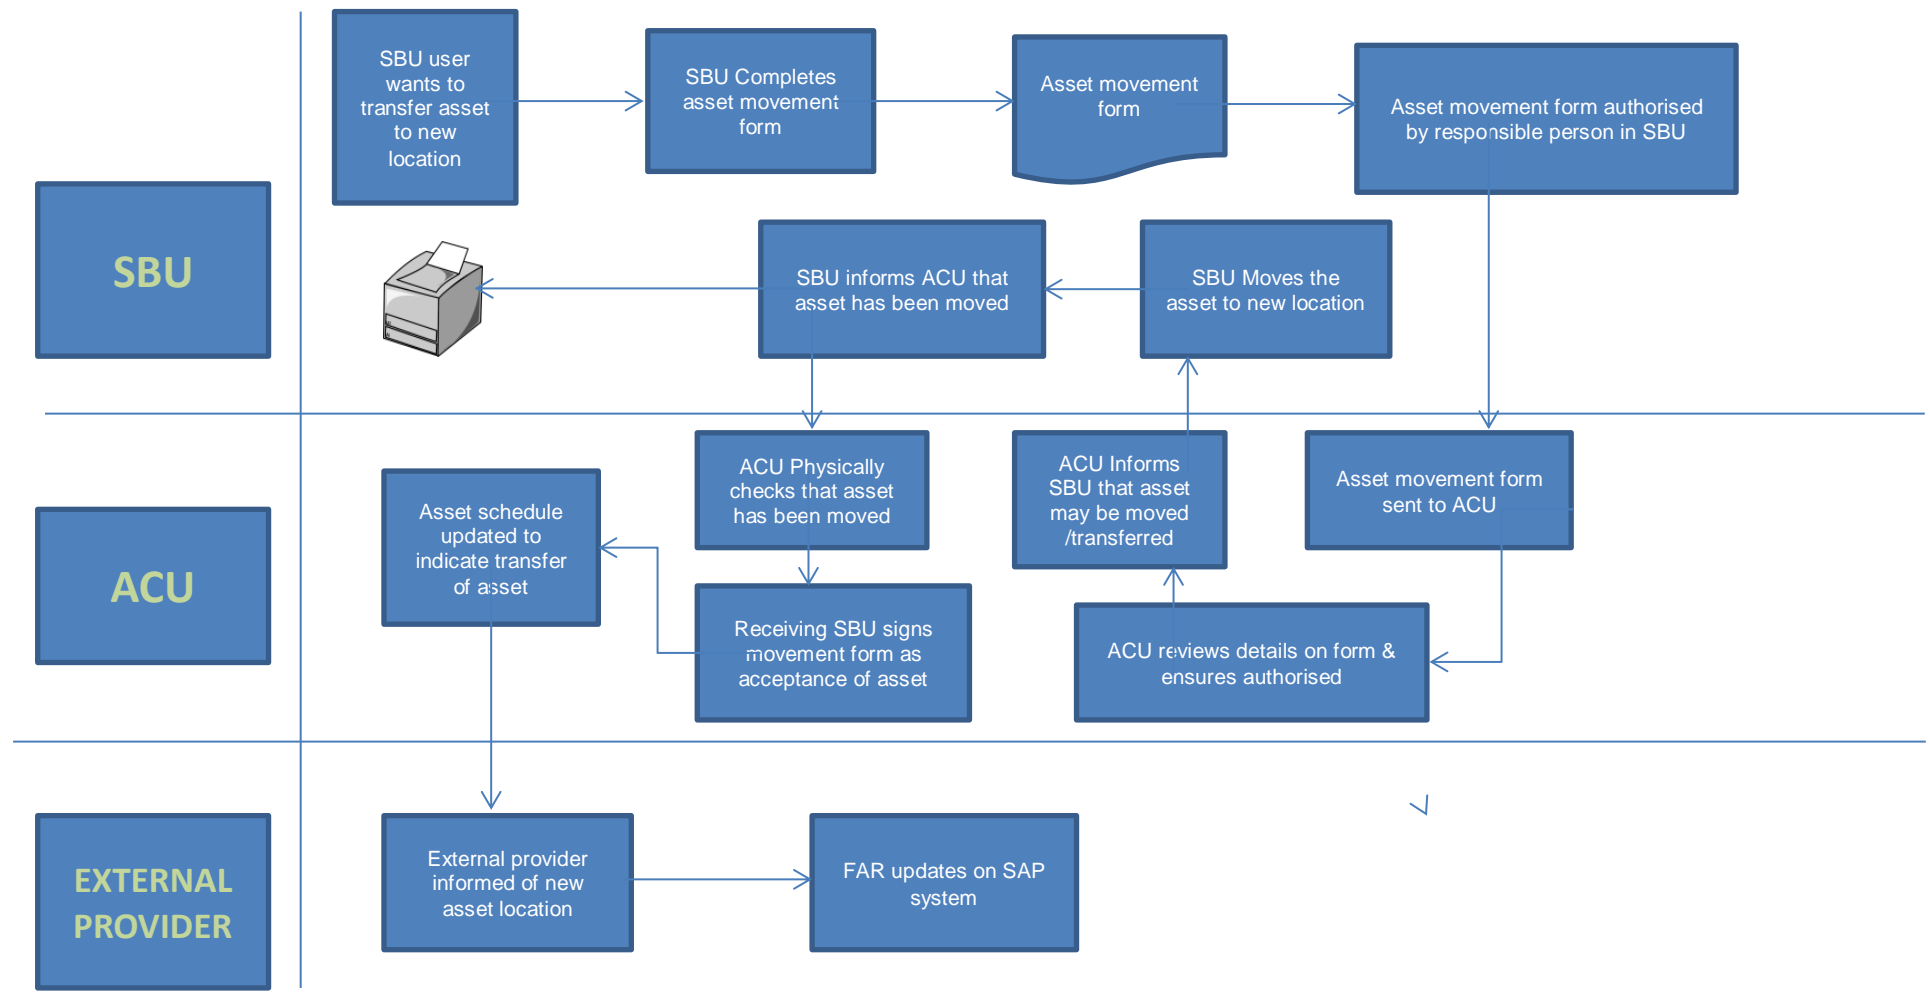 SBU user
wants to
transfer asset
to new
location
SBU Completes
asset movement
form
Asset movement
form
Asset movement form authorised
by responsible person in SBU
SBU
SBU informs ACU that
asset has been moved
SBU Moves the
asset to new location
ACU
Asset schedule
updated to
indicate transfer
of asset
ACU Physically
checks that asset
has been moved
ACU Informs
SBU that asset
may be moved
/transferred
Asset movement form
sent to ACU
Receiving SBU signs
movement form as
acceptance of asset
ACU reviews details on form &
ensures authorised
EXTERNAL
PROVIDER
External provider
informed of new
asset location
FAR updates on SAP
system